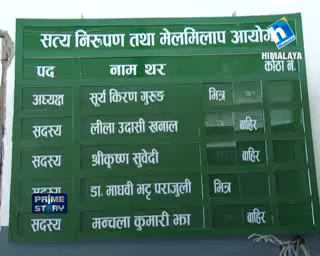 सत्य निरुपण तथा मेलमिलाप आयोग
HIMALAYA
पद नाम थर कोठा नं.
अध्यक्ष सूर्य किरण गुरुङ भित्र
सदस्य लीला उदासी खनाल बाहिर
सदस्य श्रीकृष्ण सुवेदी बाहिर
सदस्य डा. माधवी भट्ट पराजुली भित्र
PRIME STORY
सदस्य मन्चला कुमारी झा बाहिर